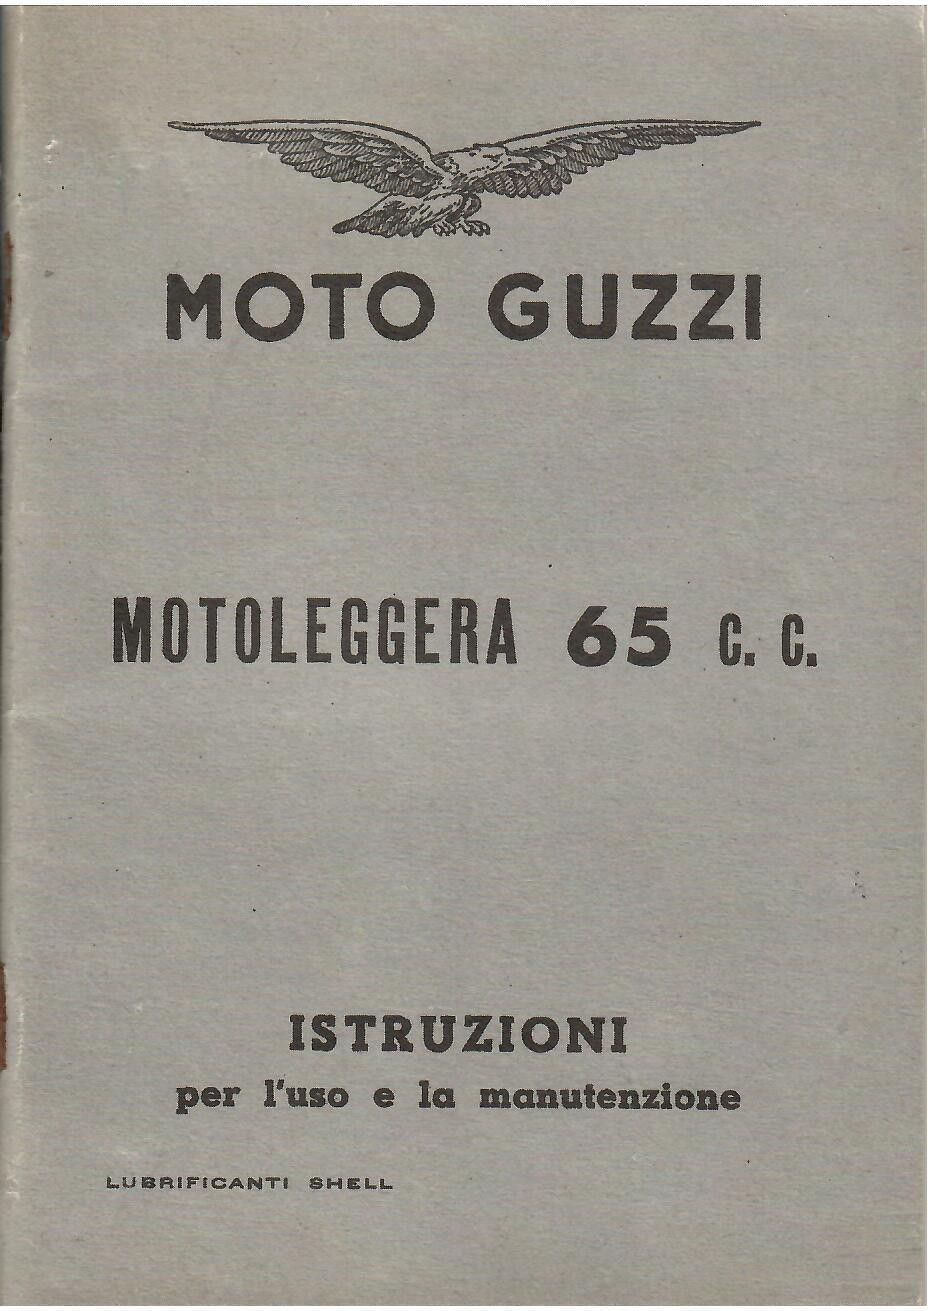 MOTO GUZZI
MOTOLEGGERA 65 C. C.
ISTRUZIONI
per l'uso e la manutenzione
LUBRIFICANTI SHELL